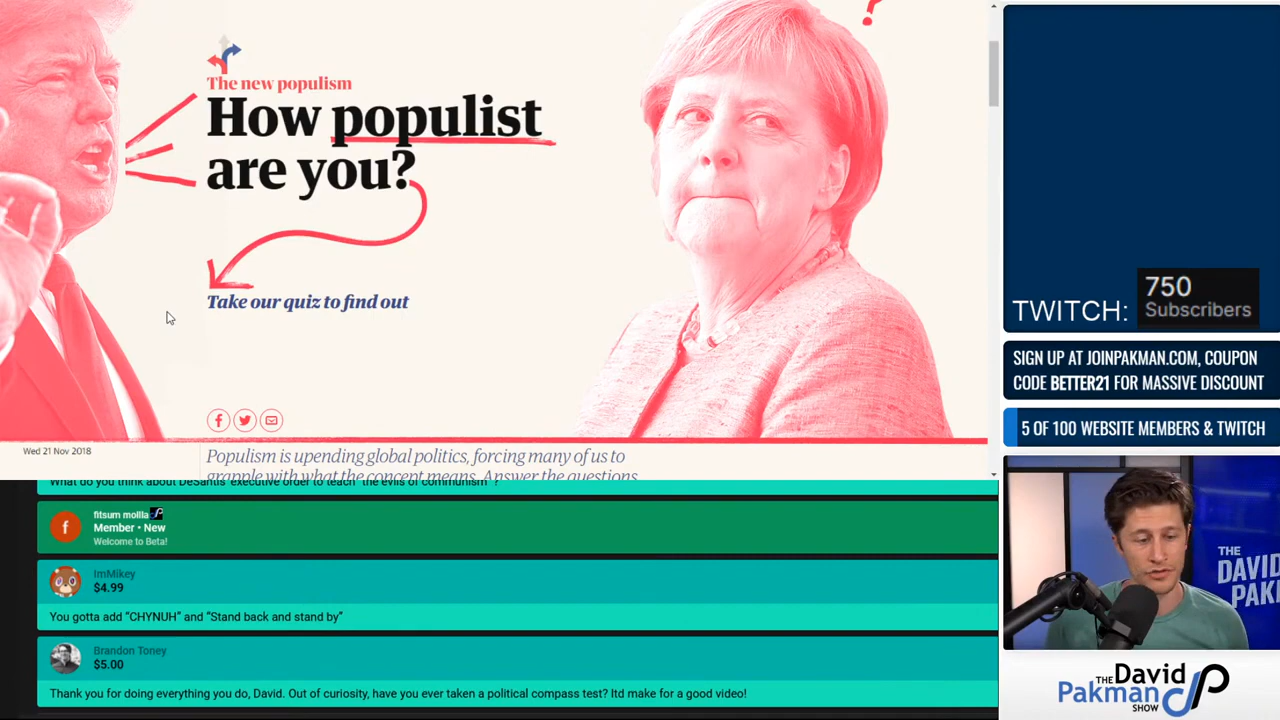 The new populism
How populist
are you?
?
Take our quiz to find out
Wed 21 Nov 2018
Populism is upending global politics, forcing many of us to
grapple with what the concept means. Answer the questions
What do you think about DeSantis' executive order to teach "the evils of communism"?
f
fitsum molla
Member • New
Welcome to Beta!
ImMikey
$4.99
You gotta add "CHYNUH" and "Stand back and stand by"
Brandon Toney
$5.00
Thank you for doing everything you do, David. Out of curiosity, have you ever taken a political compass test? Itd make for a good video!
TWITCH:
750
Subscribers
SIGN UP AT JOINPAKMAN.COM, COUPON
CODE BETTER21 FOR MASSIVE DISCOUNT
5 OF 100 WEBSITE MEMBERS & TWITCH
THE
DAVID
PAK
THE David
Pakman
SHOW